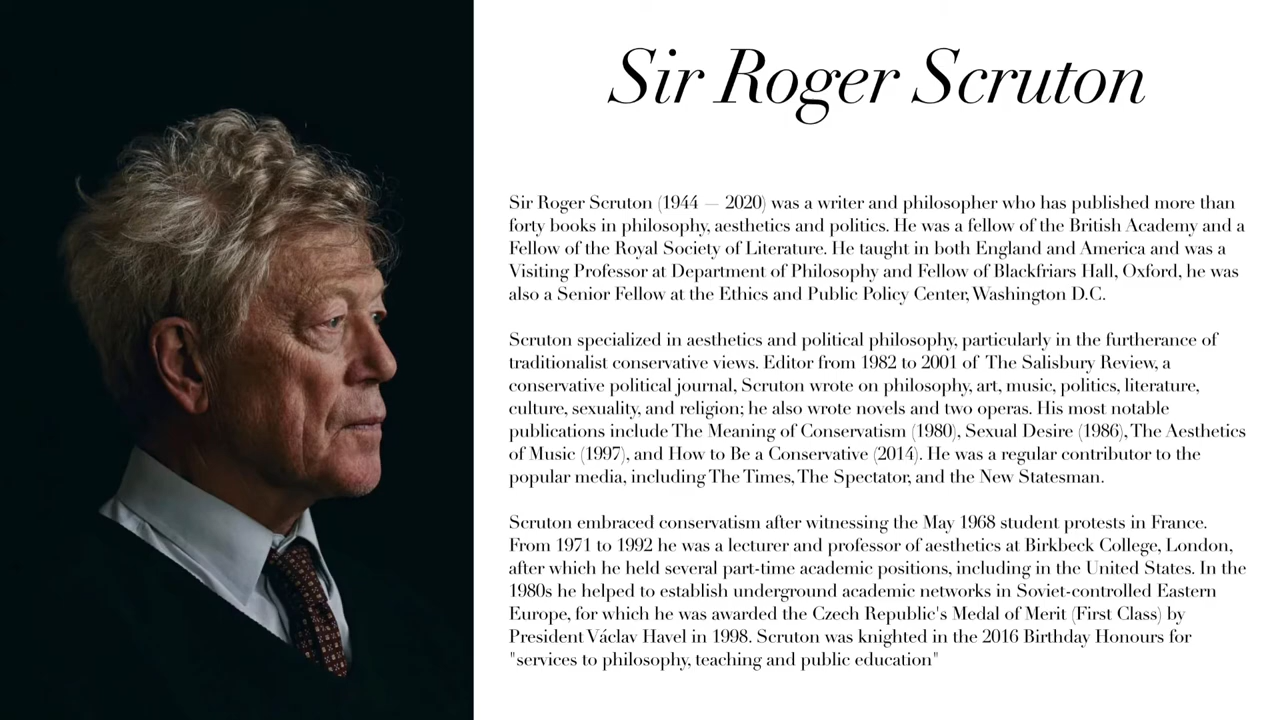 Sir Roger Scruton
Sir Roger Scruton (1944 — 2020) was a writer and philosopher who has published more than
forty books in philosophy, aesthetics and politics. He was a fellow of the British Academy and a
Fellow of the Royal Society of Literature. He taught in both England and America and was a
Visiting Professor at Department of Philosophy and Fellow of Blackfriars Hall, Oxford, he was
also a Senior Fellow at the Ethics and Public Policy Center, Washington D.C.
Scruton specialized in aesthetics and political philosophy, particularly in the furtherance of
traditionalist conservative views. Editor from 1982 to 2001 of The Salisbury Review, a
conservative political journal, Scruton wrote on philosophy, art, music, politics, literature,
culture, sexuality, and religion; he also wrote novels and two operas. His most notable
publications include The Meaning of Conservatism (1980), Sexual Desire (1986), The Aesthetics
of Music (1997), and How to Be a Conservative (2014). He was a regular contributor to the
popular media, including The Times, The Spectator, and the New Statesman.
Scruton embraced conservatism after witnessing the May 1968 student protests in France.
From 1971 to 1992 he was a lecturer and professor of aesthetics at Birkbeck College, London,
after which he held several part-time academic positions, including in the United States. In the
1980s he helped to establish underground academic networks in Soviet-controlled Eastern
Europe, for which he was awarded the Czech Republic's Medal of Merit (First Class) by
President Václav Havel in 1998. Scruton was knighted in the 2016 Birthday Honours for
"services to philosophy, teaching and public education"